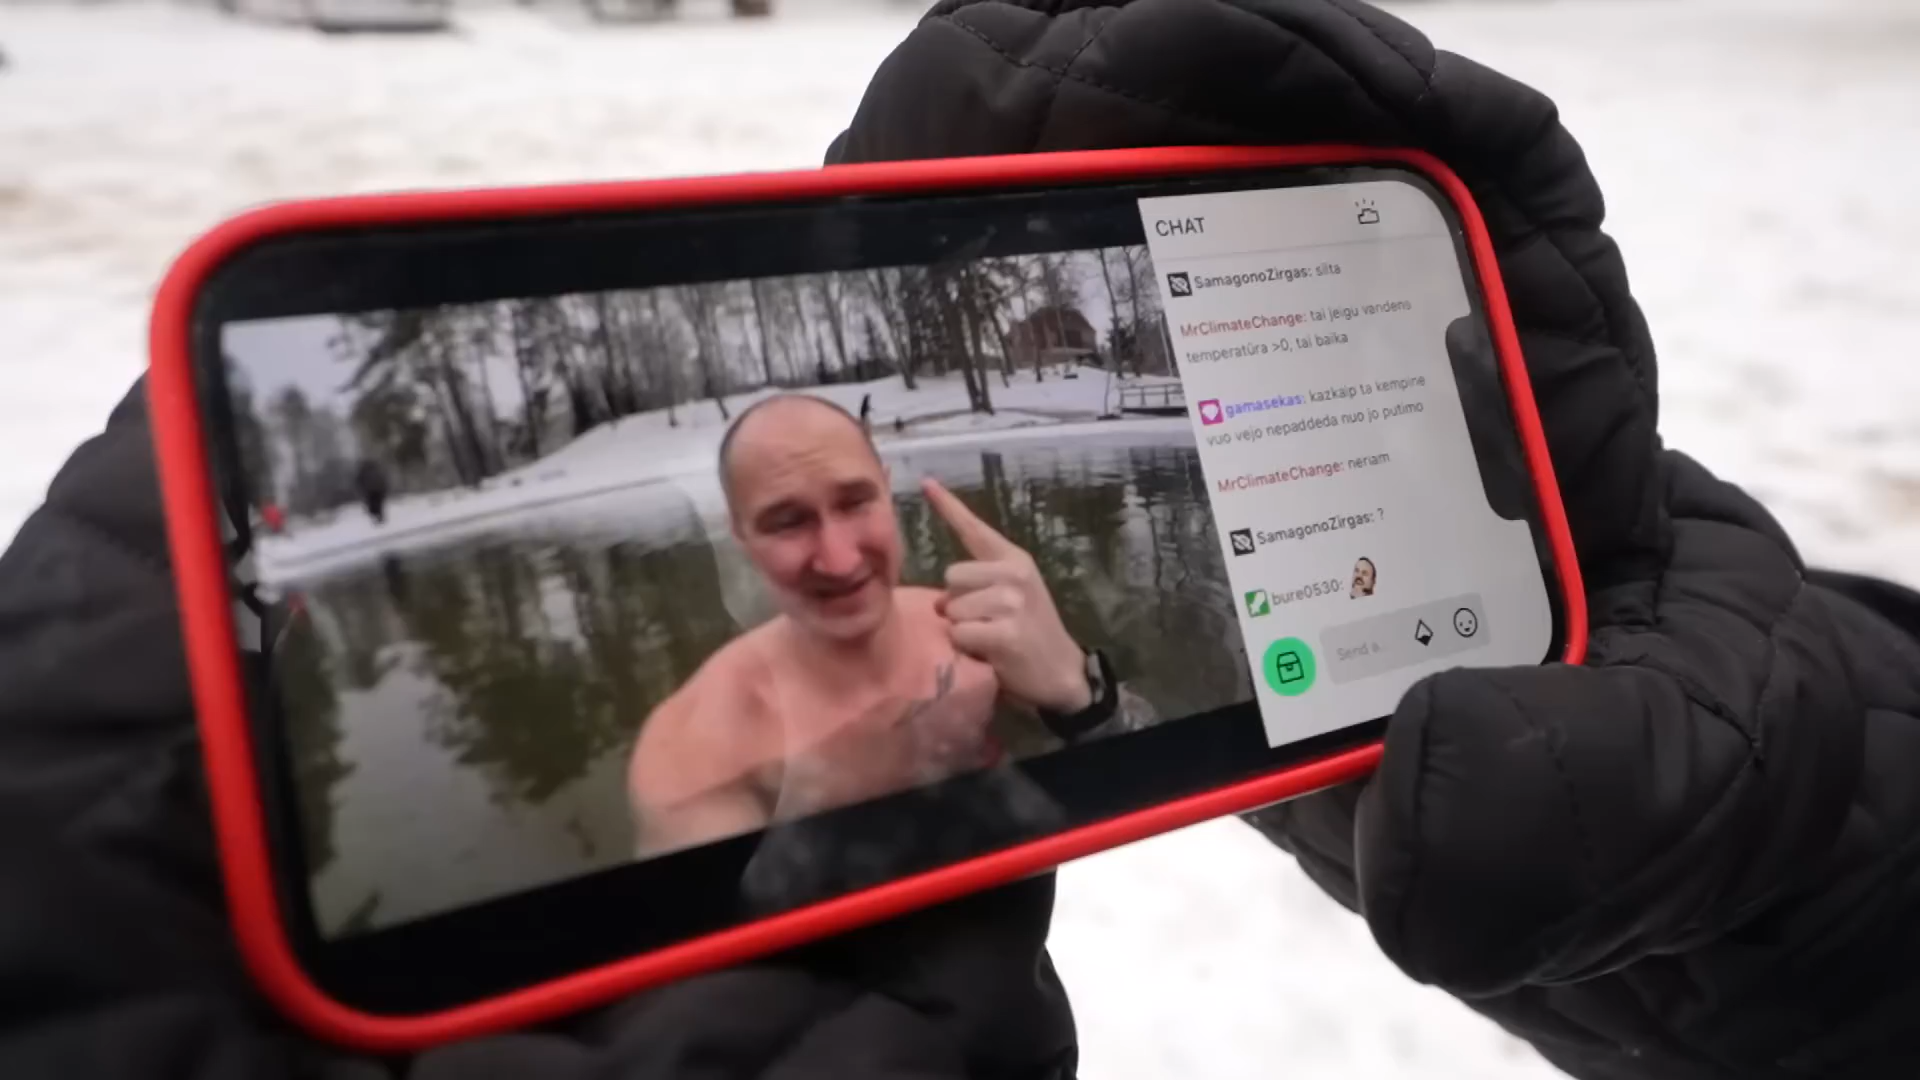 CHAT
SamagonoZirgas: silta
MrClimateChange: tai jeigu vandens
temperatūra >0, tai baika
gamasekas: kazkaip ta kempine
vuo vejo nepaddeda nuo jo putimo
MrClimateChange: neriam
SamagonoZirgas: ?
bure0530:
Send a...